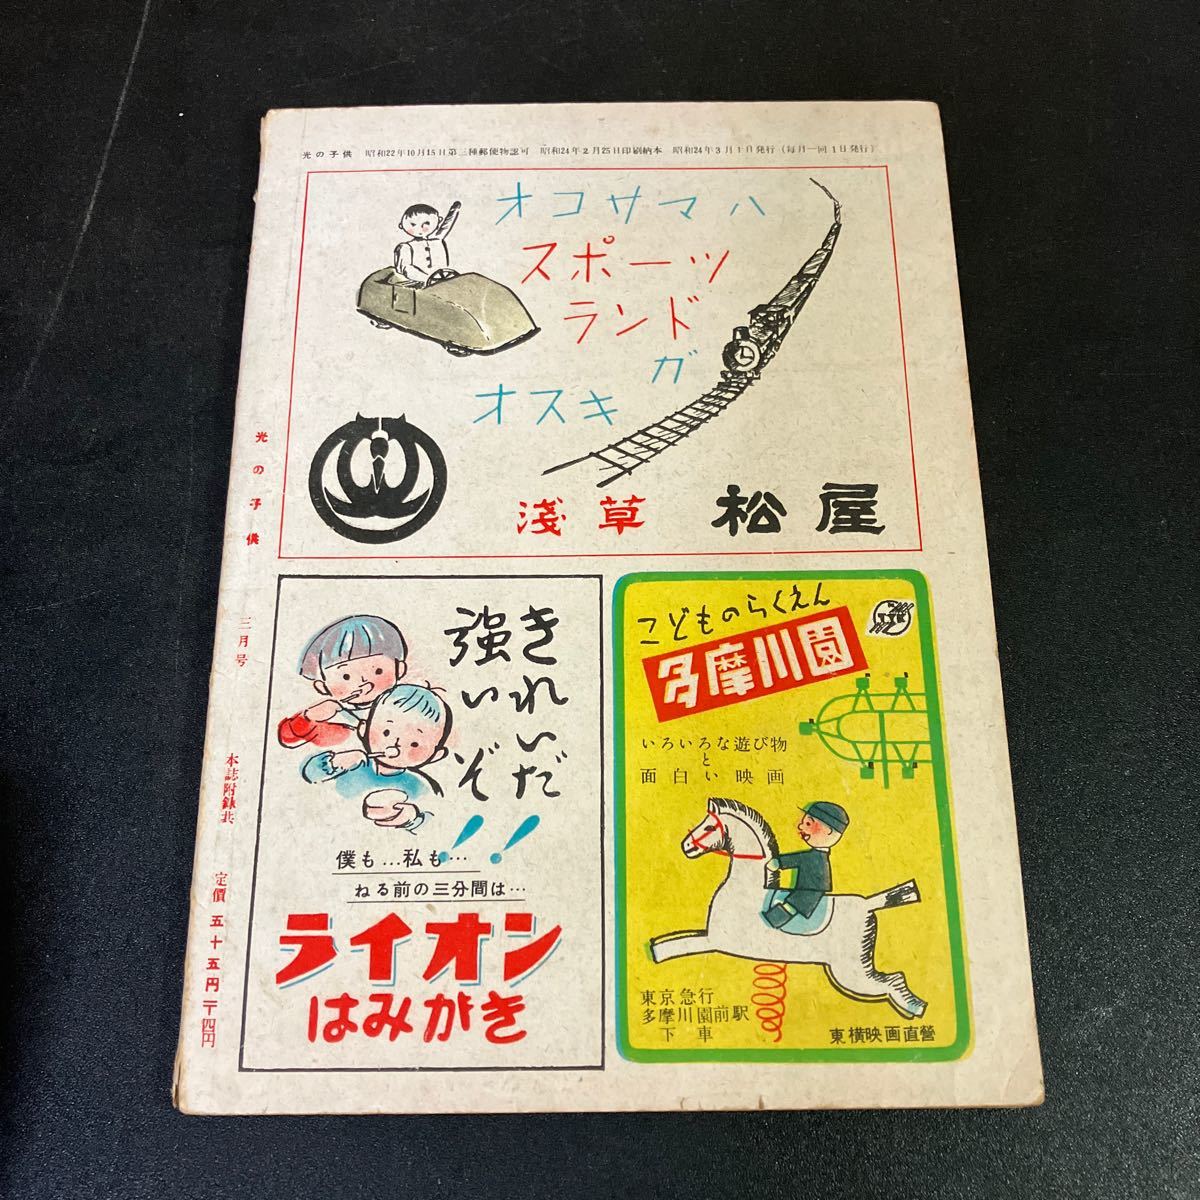 光の子供 昭和22年10月15日第三種郵便物認可 昭和24年2月25日印刷納本 昭和24年3月1日発行(毎月一回1日発行)
オコサマハ
スポーツ
ランド
ガ
オスキ
淺草 松屋
光の子供 三月号 本誌附録共 定價五十五円〒四円
きれいだ
強いぞ!!
僕も…私も…
ねる前の三分間は…
ライオン
はみがき
こどものらくえん
多摩川園
いろいろな遊び物
と
面白い映画
東京急行
多摩川園前駅
下車
東横映画直営